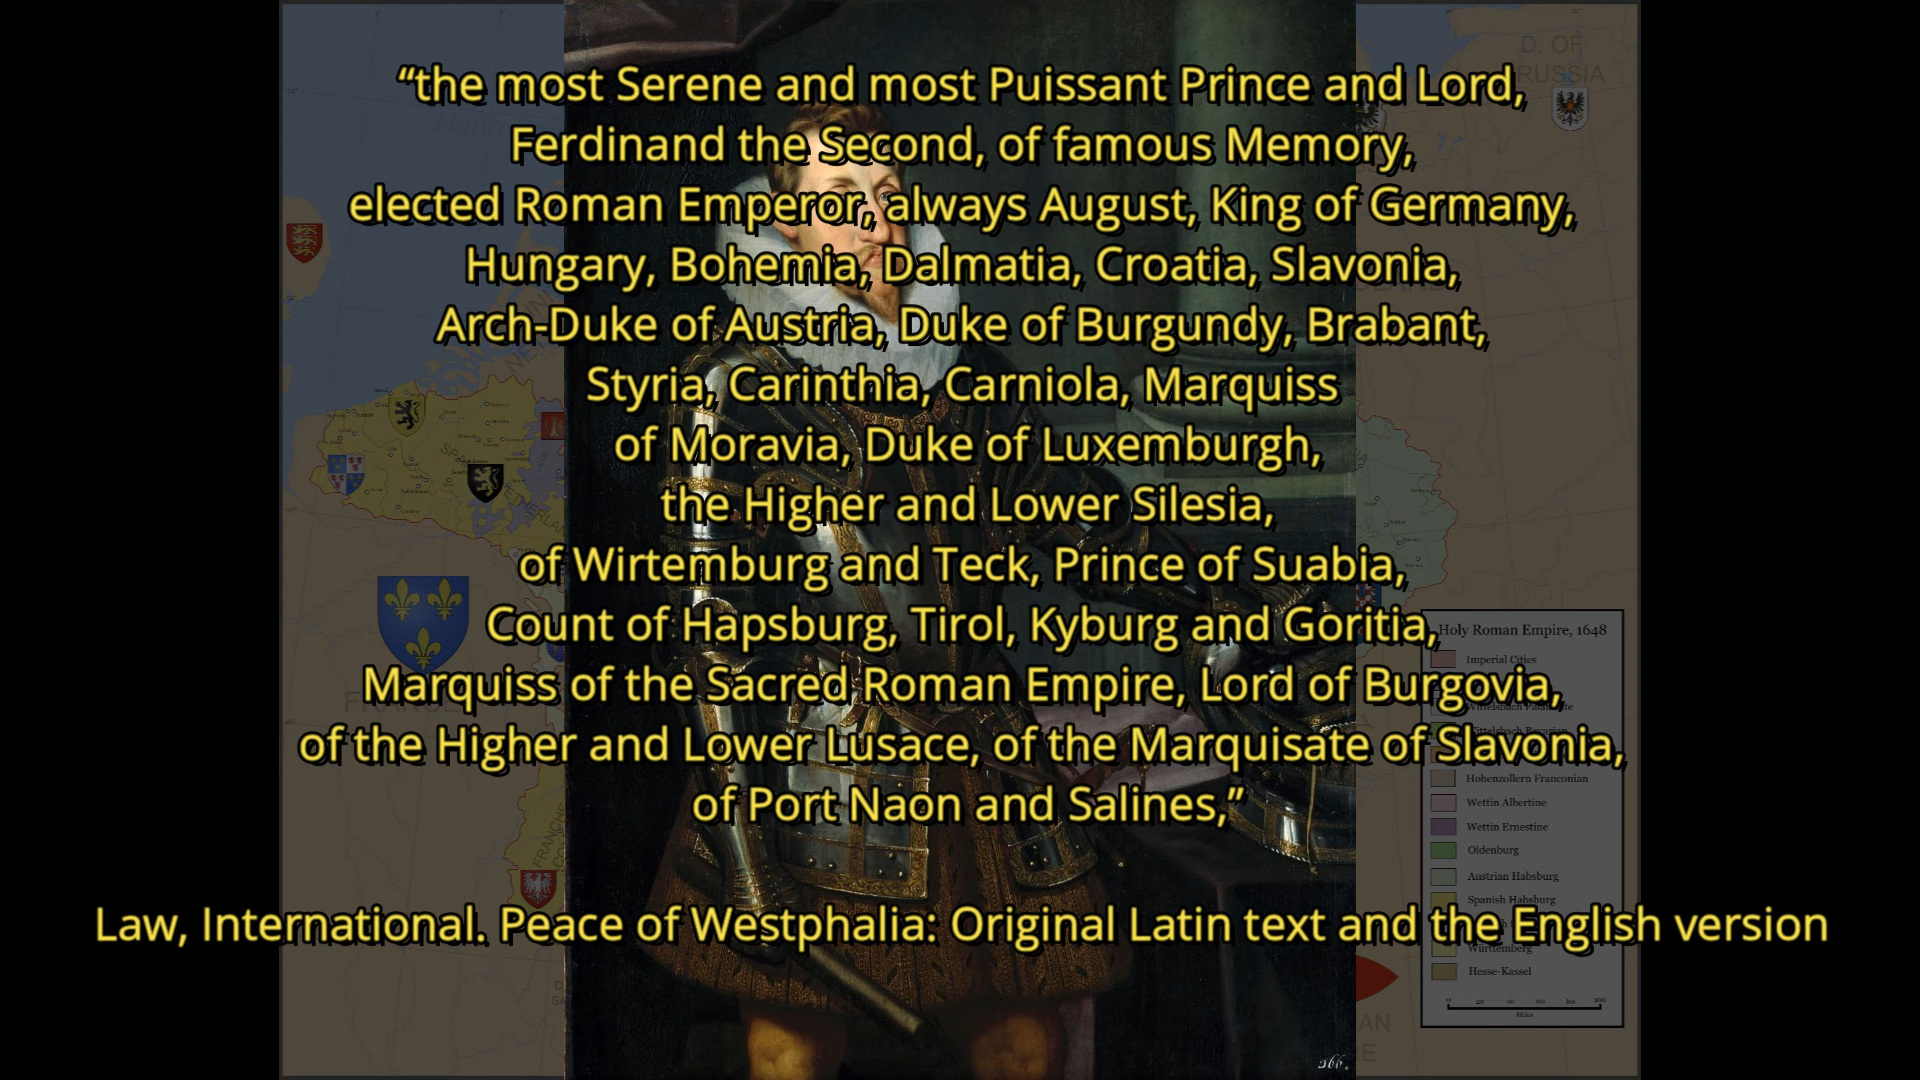 “the most Serene and most Puissant Prince and Lord,
Ferdinand the Second, of famous Memory,
elected Roman Emperor, always August, King of Germany,
Hungary, Bohemia, Dalmatia, Croatia, Slavonia,
Arch-Duke of Austria, Duke of Burgundy, Brabant,
Styria, Carinthia, Carniola, Marquiss
of Moravia, Duke of Luxemburgh,
the Higher and Lower Silesia,
of Wirtemburg and Teck, Prince of Suabia,
Count of Hapsburg, Tirol, Kyburg and Goritia,
Marquiss of the Sacred Roman Empire, Lord of Burgovia,
of the Higher and Lower Lusace, of the Marquisate of Slavonia,
of Port Naon and Salines,”
Law, International. Peace of Westphalia: Original Latin text and the English version
D. OF
Holy Roman Empire, 1648
Imperial Cities
Hohenzollern Franconian
Wettin Albertine
Wettin Ernestine
Oldenburg
Austrian Habsburg
Spanish Habsburg
Württemberg
Hesse-Kassel
Miles
366.